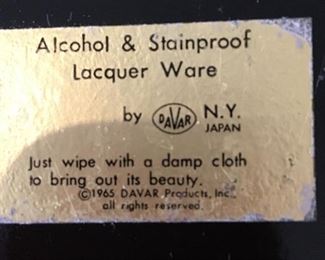 Alcohol & Stainproof
Lacquer Ware
by DAVAR N.Y.
JAPAN
Just wipe with a damp cloth
to bring out its beauty.
©1965 DAVAR Products, Inc.
all rights reserved.